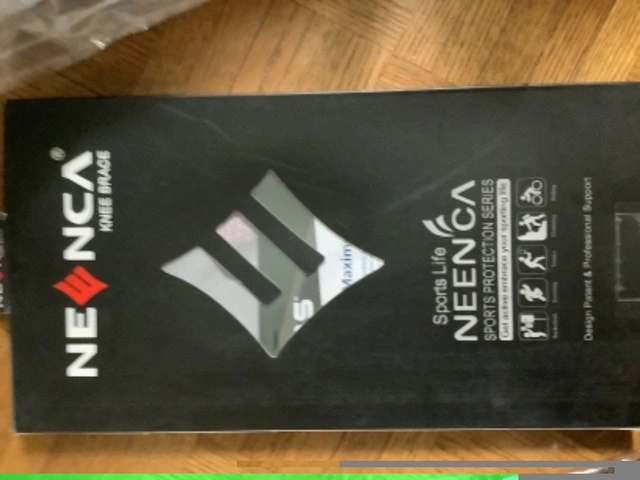 NEENCA®
KNEE BRACE
Maxim
Sports Life
NEENCA
SPORTS PROTECTION SERIES
Get active embrace your sporting life
Design Patent & Professional Support